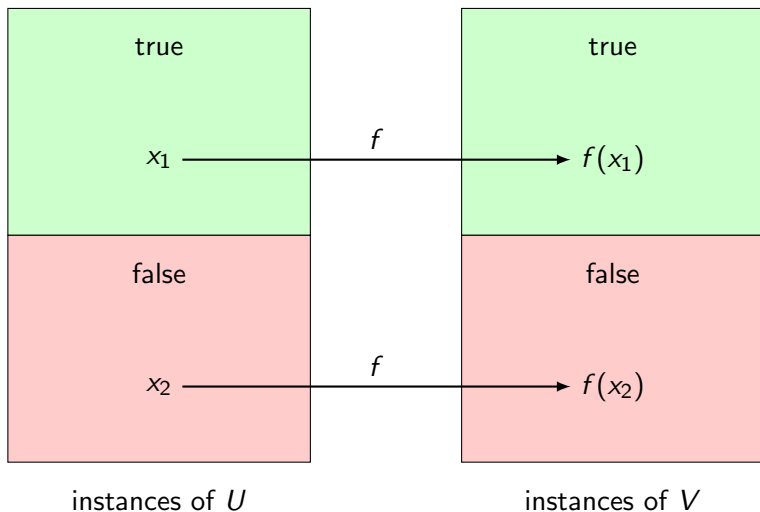 true true
f
x₁ f(x₁)
false false
f
x₂ f(x₂)
instances of U instances of V